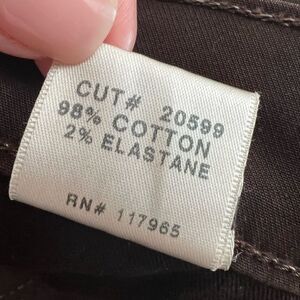 CUT# 20599
98% COTTON
2% ELASTANE
RN# 117965